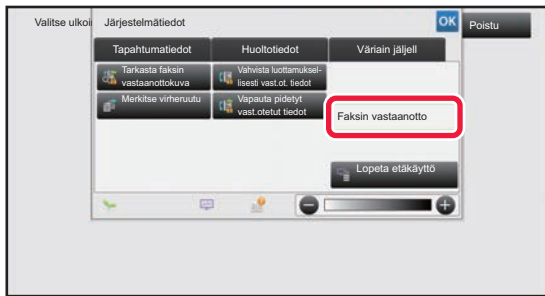 Valitse ulkoi
Järjestelmätiedot
OK
Poistu
Tapahtumatiedot
Huoltotiedot
Väriain jäljell
Tarkasta faksin
vastaanottokuva
Vahvista luottamuksel-
lisesti vast.ot. tiedot
Merkitse virheruutu
Vapauta pidetyt
vast.otetut tiedot
Faksin vastaanotto
Lopeta etäkäyttö